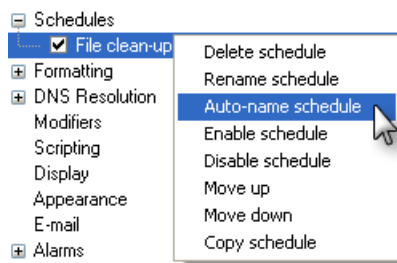 Schedules
File clean-up
Formatting
DNS Resolution
Modifiers
Scripting
Display
Appearance
E-mail
Alarms
Delete schedule
Rename schedule
Auto-name schedule
Enable schedule
Disable schedule
Move up
Move down
Copy schedule